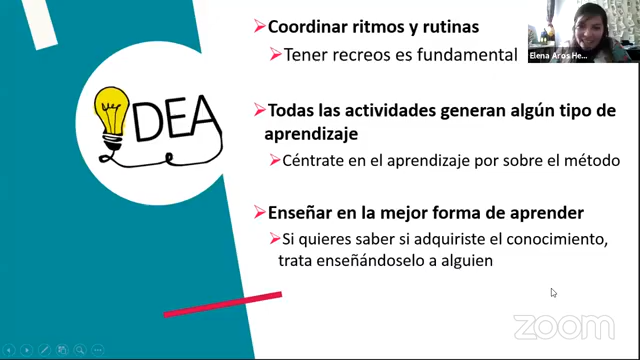 Coordinar ritmos y rutinas
Tener recreos es fundamental
Elena Aros He...
IDEA
Todas las actividades generan algún tipo de
aprendizaje
Céntrate en el aprendizaje por sobre el método
Enseñar en la mejor forma de aprender
Si quieres saber si adquiriste el conocimiento,
trata enseñándoselo a alguien
zoom